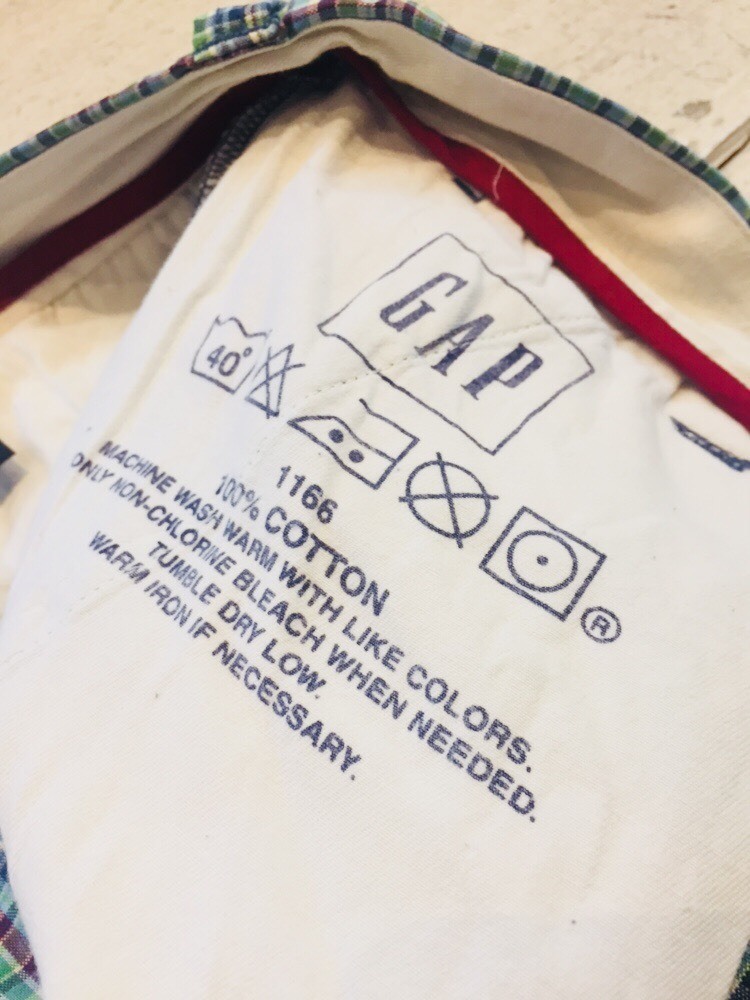 GAP
40°
®
1166
100% COTTON
MACHINE WASH WARM WITH LIKE COLORS.
ONLY NON-CHLORINE BLEACH WHEN NEEDED.
TUMBLE DRY LOW.
WARM IRON IF NECESSARY.